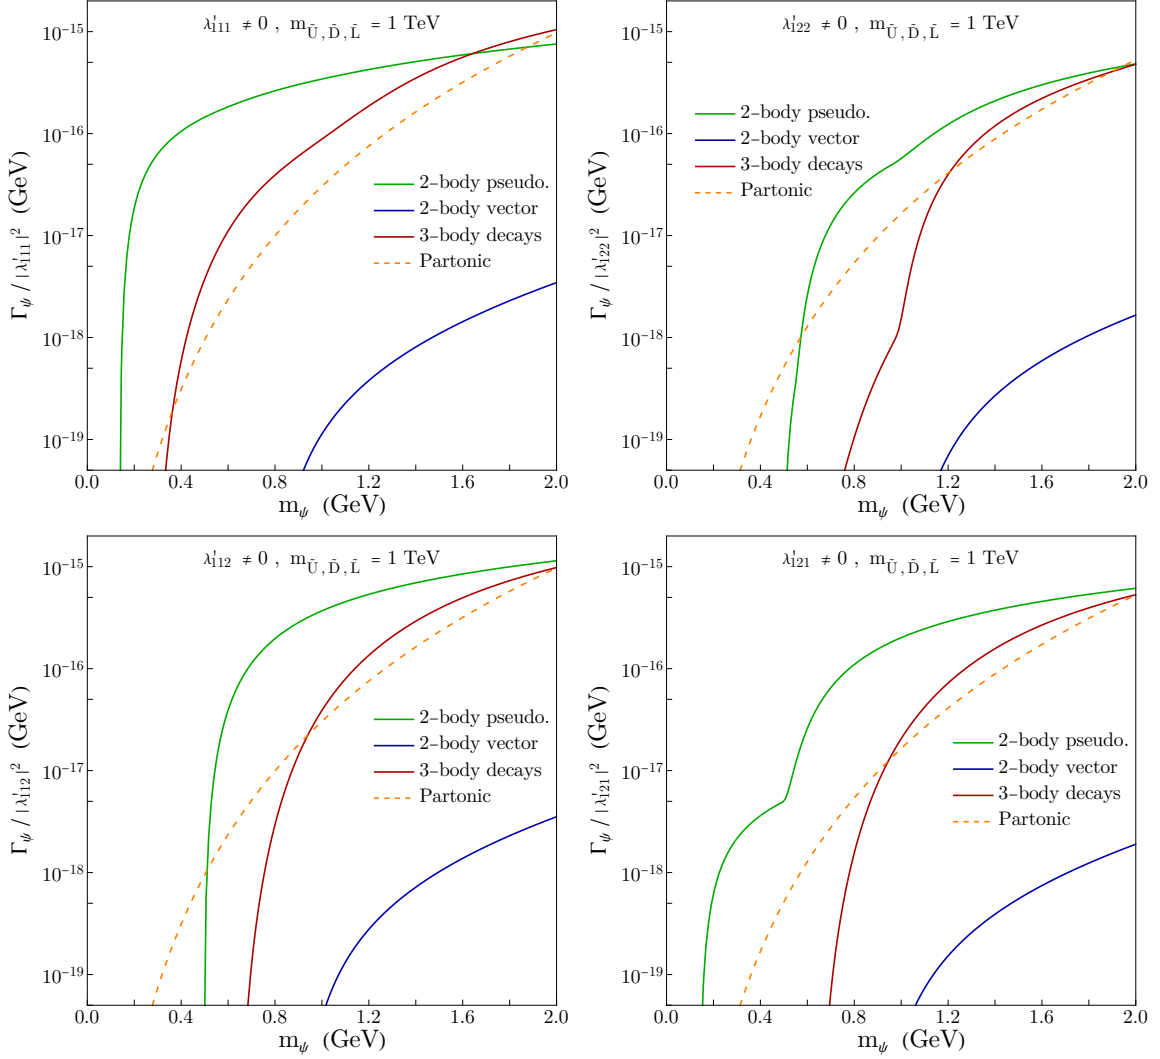 λ′111 ≠ 0 , mŨ,D̃,L̃ = 1 TeV
Γψ / |λ′111|² (GeV)
10⁻¹⁵
10⁻¹⁶
10⁻¹⁷
10⁻¹⁸
10⁻¹⁹
2−body pseudo.
2−body vector
3−body decays
Partonic
0.0 0.4 0.8 1.2 1.6 2.0
mψ (GeV)
λ′122 ≠ 0 , mŨ,D̃,L̃ = 1 TeV
Γψ / |λ′122|² (GeV)
10⁻¹⁵
10⁻¹⁶
10⁻¹⁷
10⁻¹⁸
10⁻¹⁹
2−body pseudo.
2−body vector
3−body decays
Partonic
0.0 0.4 0.8 1.2 1.6 2.0
mψ (GeV)
λ′112 ≠ 0 , mŨ,D̃,L̃ = 1 TeV
Γψ / |λ′112|² (GeV)
10⁻¹⁵
10⁻¹⁶
10⁻¹⁷
10⁻¹⁸
10⁻¹⁹
2−body pseudo.
2−body vector
3−body decays
Partonic
0.0 0.4 0.8 1.2 1.6 2.0
mψ (GeV)
λ′121 ≠ 0 , mŨ,D̃,L̃ = 1 TeV
Γψ / |λ′121|² (GeV)
10⁻¹⁵
10⁻¹⁶
10⁻¹⁷
10⁻¹⁸
10⁻¹⁹
2−body pseudo.
2−body vector
3−body decays
Partonic
0.0 0.4 0.8 1.2 1.6 2.0
mψ (GeV)